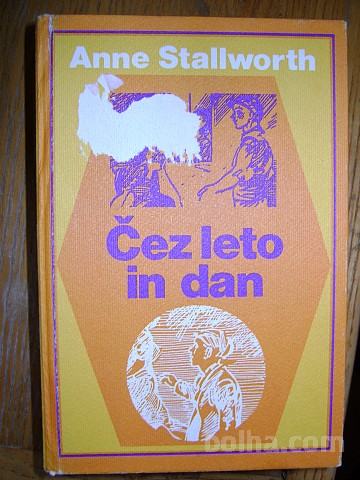 Anne Stallworth
Čez leto
in dan
bolha.com